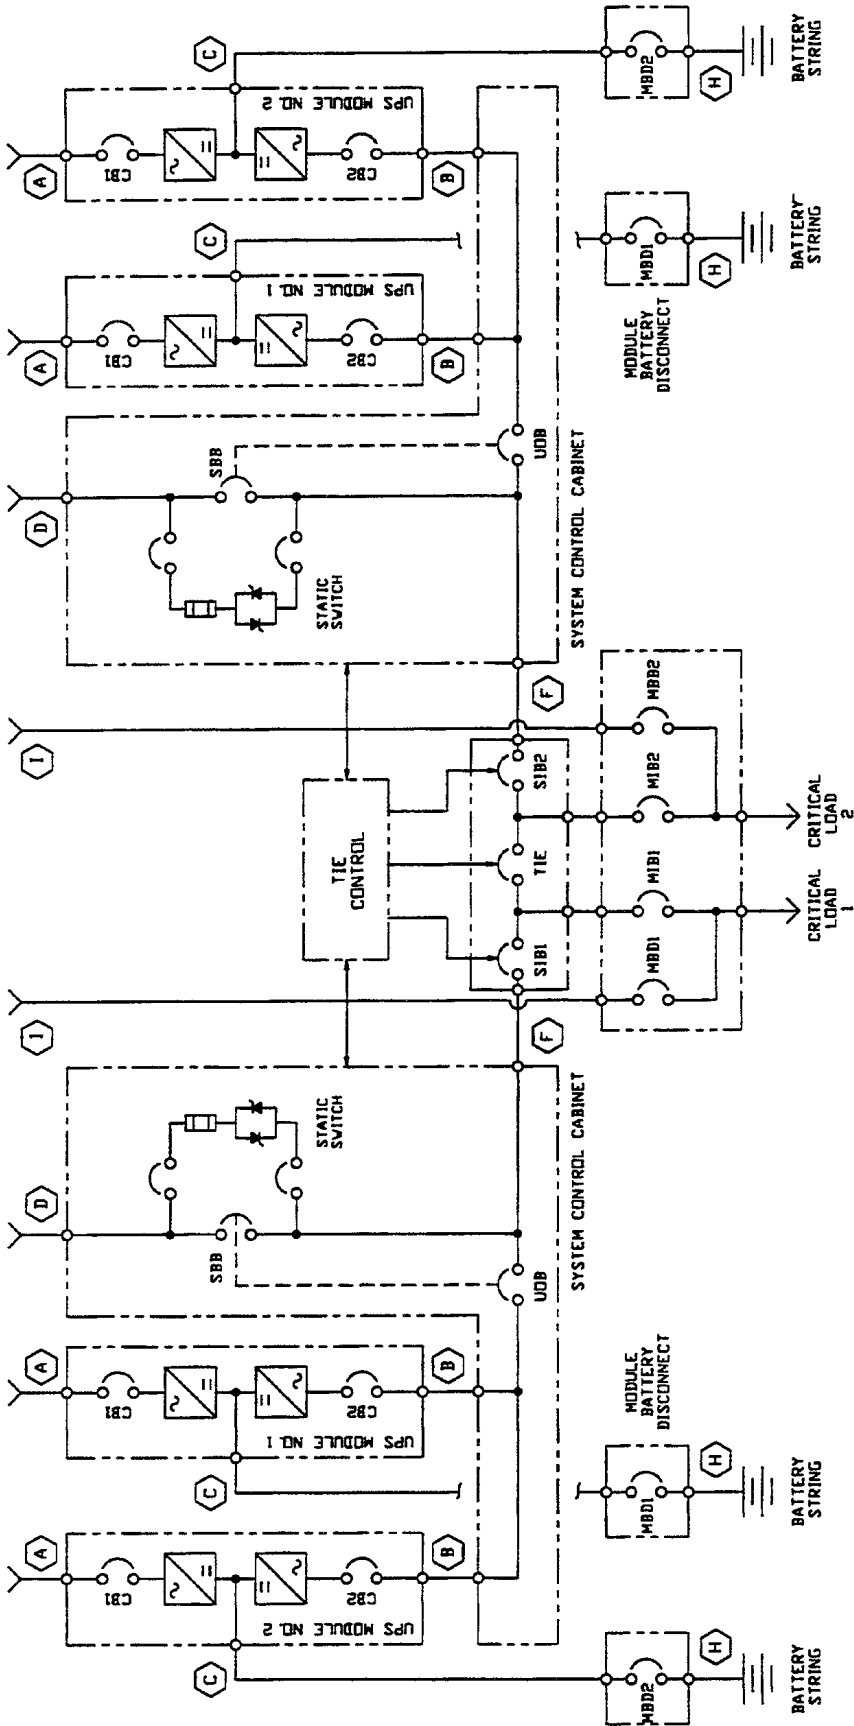 A
A
D
I
I
D
A
A
CB1
CB1
CB1
CB1
C
C
SBB
SBB
C
C
UPS MODULE NO. 2
UPS MODULE NO. 1
STATIC
SWITCH
TIE
CONTROL
STATIC
SWITCH
UPS MODULE NO. 1
UPS MODULE NO. 2
CB2
CB2
CB2
CB2
B
B
B
B
UOB
F
SIB1
TIE
SIB2
F
UOB
SYSTEM CONTROL CABINET
SYSTEM CONTROL CABINET
MBD2
MBD1
MODULE
BATTERY
DISCONNECT
MBD1
MIB1
MIB2
MBB2
MODULE
BATTERY
DISCONNECT
MBD1
MBD2
H
H
H
H
BATTERY
STRING
BATTERY
STRING
CRITICAL
LOAD
1
CRITICAL
LOAD
2
BATTERY
STRING
BATTERY
STRING